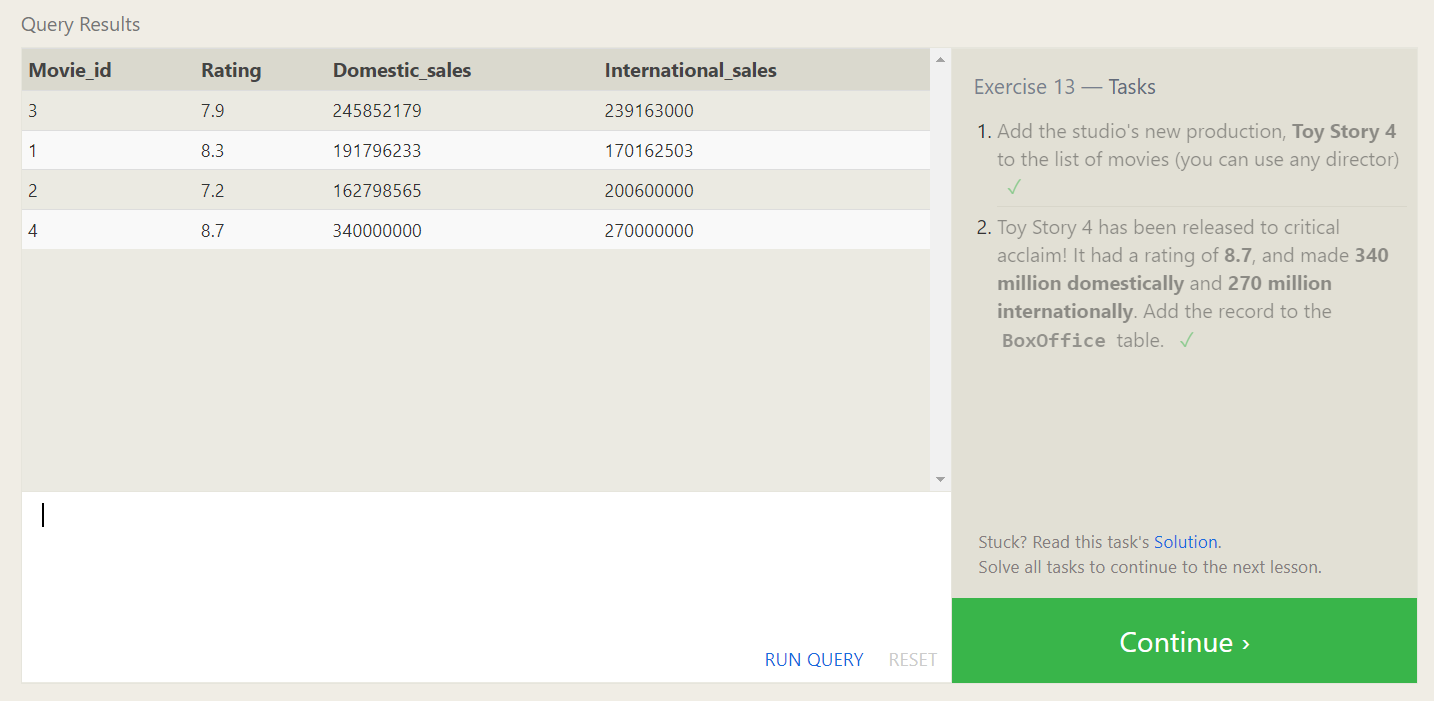 Query Results
Movie_id Rating Domestic_sales International_sales
3 7.9 245852179 239163000
1 8.3 191796233 170162503
2 7.2 162798565 200600000
4 8.7 340000000 270000000
RUN QUERY RESET
Exercise 13 — Tasks
1. Add the studio's new production, Toy Story 4
to the list of movies (you can use any director)
✓
2. Toy Story 4 has been released to critical
acclaim! It had a rating of 8.7, and made 340
million domestically and 270 million
internationally. Add the record to the
BoxOffice table. ✓
Stuck? Read this task's Solution.
Solve all tasks to continue to the next lesson.
Continue ›